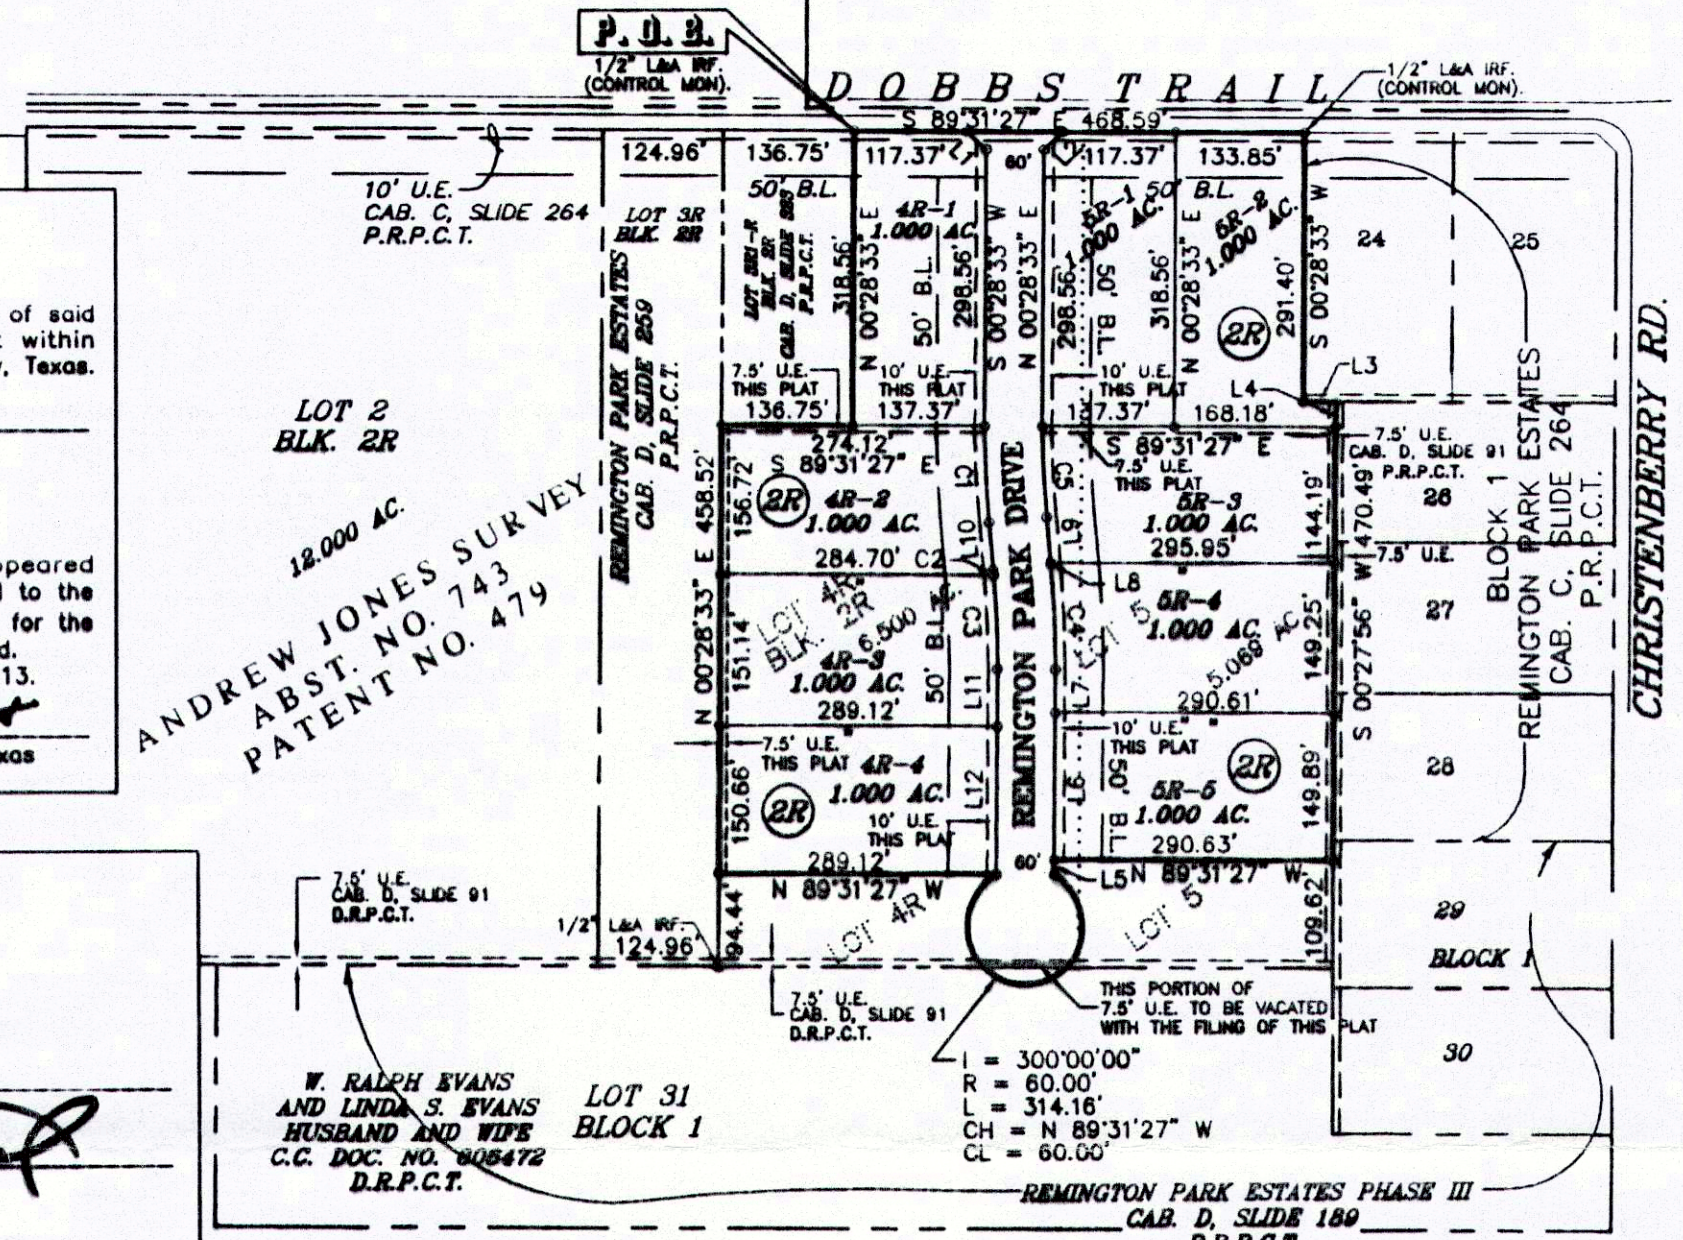 P. O. B.
1/2" L&A IRF.
(CONTROL MON).
DOBBS TRAIL
1/2" L&A IRF.
(CONTROL MON).
S 89°31'27" E 468.59'
124.96'
136.75'
117.37'
60'
117.37'
133.85'
10' U.E.
CAB. C, SLIDE 264
P.R.P.C.T.
LOT 3R
BLK. 2R
50' B.L.
BLK. 2R
P.R.P.C.T.
318.56'
N 00°28'33" E
4R-1
1.000 AC.
50' B.L.
298.56'
S 00°28'33" W
N 00°28'33" E
298.56'
5R-1
1.000 AC.
50' B.L.
50' B.L.
318.56'
N 00°28'33" E
5R-2
1.000 AC.
2R
291.40'
S 00°28'33" W
24
25
L3
L4
of said
within
, Texas.
REMINGTON PARK ESTATES
CAB. D, SLIDE 259
P.R.P.C.T.
7.5' U.E.
THIS PLAT
10' U.E.
THIS PLAT
10' U.E.
THIS PLAT
136.75'
137.37'
137.37'
168.18'
LOT 2
BLK. 2R
12.000 AC.
ANDREW JONES SURVEY
ABST. NO. 743
PATENT NO. 479
274.12'
S 89°31'27" E
S 89°31'27" E
7.5' U.E.
THIS PLAT
7.5' U.E.
CAB. D, SLIDE 91
P.R.P.C.T.
26
N 00°28'33" E 458.52'
156.72'
2R
4R-2
1.000 AC.
284.70'
C1
L10
C2
REMINGTON PARK DRIVE
C5
L9
5R-3
1.000 AC.
295.95'
144.19'
S 00°27'56" W 470.49'
7.5' U.E.
BLOCK 1
REMINGTON PARK ESTATES
CAB. C, SLIDE 264
P.R.P.C.T.
CHRISTENBERRY RD.
peared
to the
for the
d.
13.
xas
LOT 4R
BLK. 2R
6.500
151.14'
4R-3
1.000 AC.
289.12'
50' B.L.
C3
L11
L8
C4
L7
LOT 5
5R-4
1.000 AC.
5.069 AC
290.61'
149.25'
27
7.5' U.E.
THIS PLAT
150.66'
2R
4R-4
1.000 AC.
10' U.E.
THIS PLA
289.12'
L12
L6
10' U.E.
THIS PLAT
50' B.L.
2R
5R-5
1.000 AC.
290.63'
149.89'
28
60'
N 89°31'27" W
L5
N 89°31'27" W
7.5' U.E.
CAB. D, SLIDE 91
D.R.P.C.T.
1/2" L&A IRF.
124.96'
94.44'
LOT 4R
LOT 5
109.62'
29
BLOCK 1
7.5' U.E.
CAB. D, SLIDE 91
D.R.P.C.T.
THIS PORTION OF
7.5' U.E. TO BE VACATED
WITH THE FILING OF THIS PLAT
30
I = 300°00'00"
R = 60.00'
L = 314.16'
CH = N 89°31'27" W
CL = 60.00'
W. RALPH EVANS
AND LINDA S. EVANS
HUSBAND AND WIFE
C.C. DOC. NO.
D.R.P.C.T.
LOT 31
BLOCK 1
REMINGTON PARK ESTATES PHASE III
CAB. D, SLIDE 189